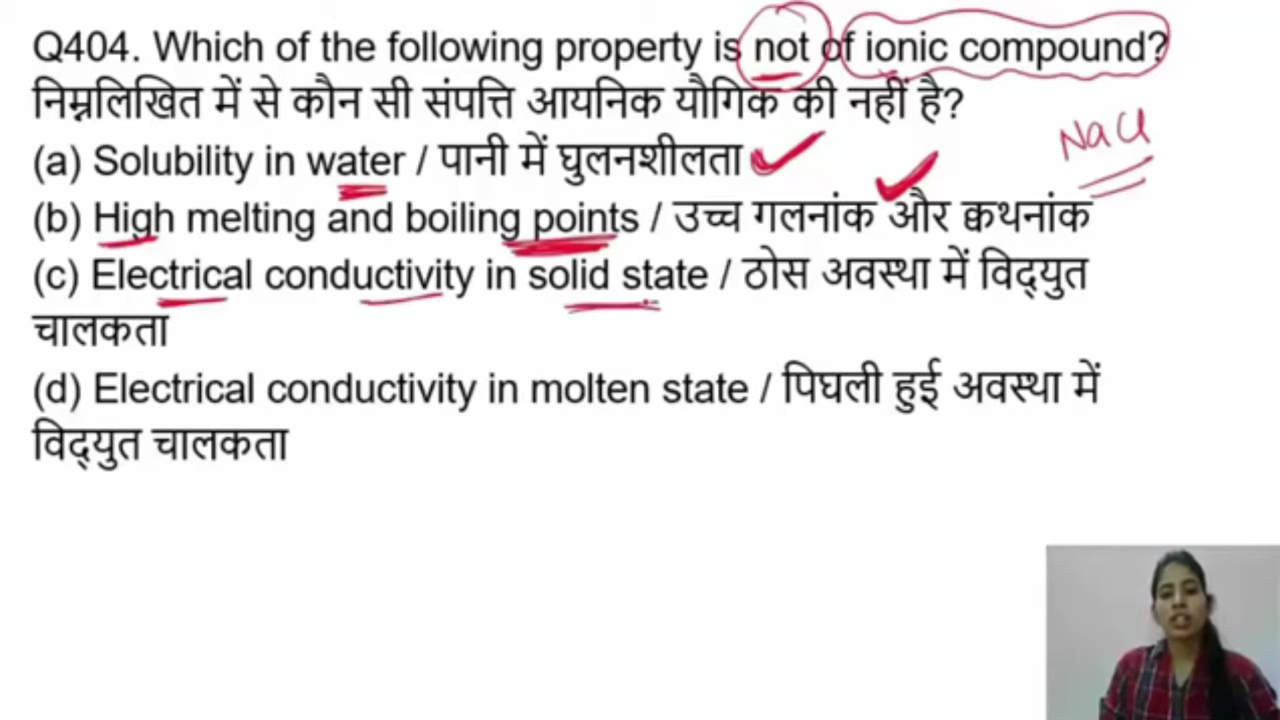 Q404. Which of the following property is not of ionic compound?
निम्नलिखित में से कौन सी संपत्ति आयनिक यौगिक की नहीं है?
NaCl
(a) Solubility in water / पानी में घुलनशीलता
(b) High melting and boiling points / उच्च गलनांक और क्वथनांक
(c) Electrical conductivity in solid state / ठोस अवस्था में विद्युत
चालकता
(d) Electrical conductivity in molten state / पिघली हुई अवस्था में
विद्युत चालकता